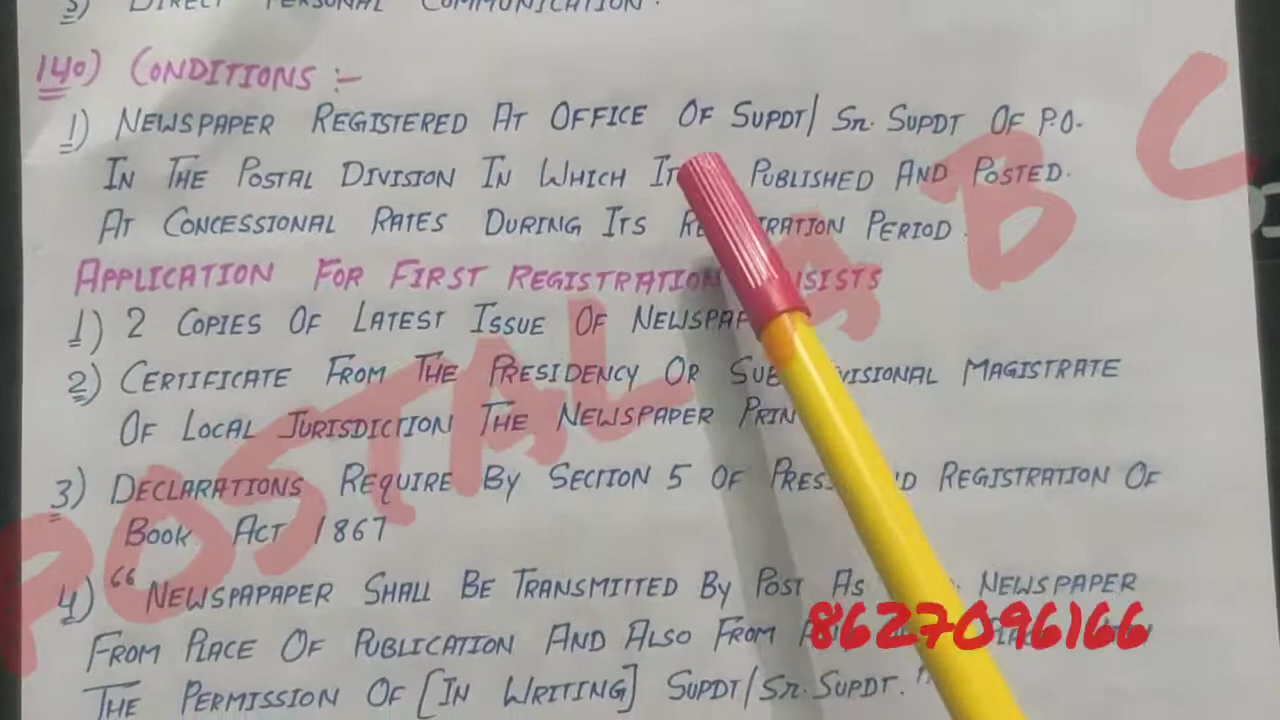 3) DIRECT PERSONAL COMMUNICATION.
140) CONDITIONS :-
1) NEWSPAPER REGISTERED AT OFFICE OF SUPDT/ SR. SUPDT OF P.O.
IN THE POSTAL DIVISION IN WHICH IT PUBLISHED AND POSTED.
AT CONCESSIONAL RATES DURING ITS PERIOD.
APPLICATION FOR FIRST REGISTRATION
1) 2 COPIES OF LATEST ISSUE OF
2) CERTIFICATE FROM THE PRESIDENCY OR MAGISTRATE
OF LOCAL JURISDICTION THE NEWSPAPER
3) DECLARATIONS REQUIRE BY SECTION 5 OF REGISTRATION OF
BOOK ACT 1867
4) "NEWSPAPAPER SHALL BE TRANSMITTED BY POST AS NEWSPAPER
FROM PLACE OF PUBLICATION AND ALSO FROM
THE PERMISSION OF [IN WRITING] SUPDT/SR. SUPDT."
POSTAL A B C
8627096166